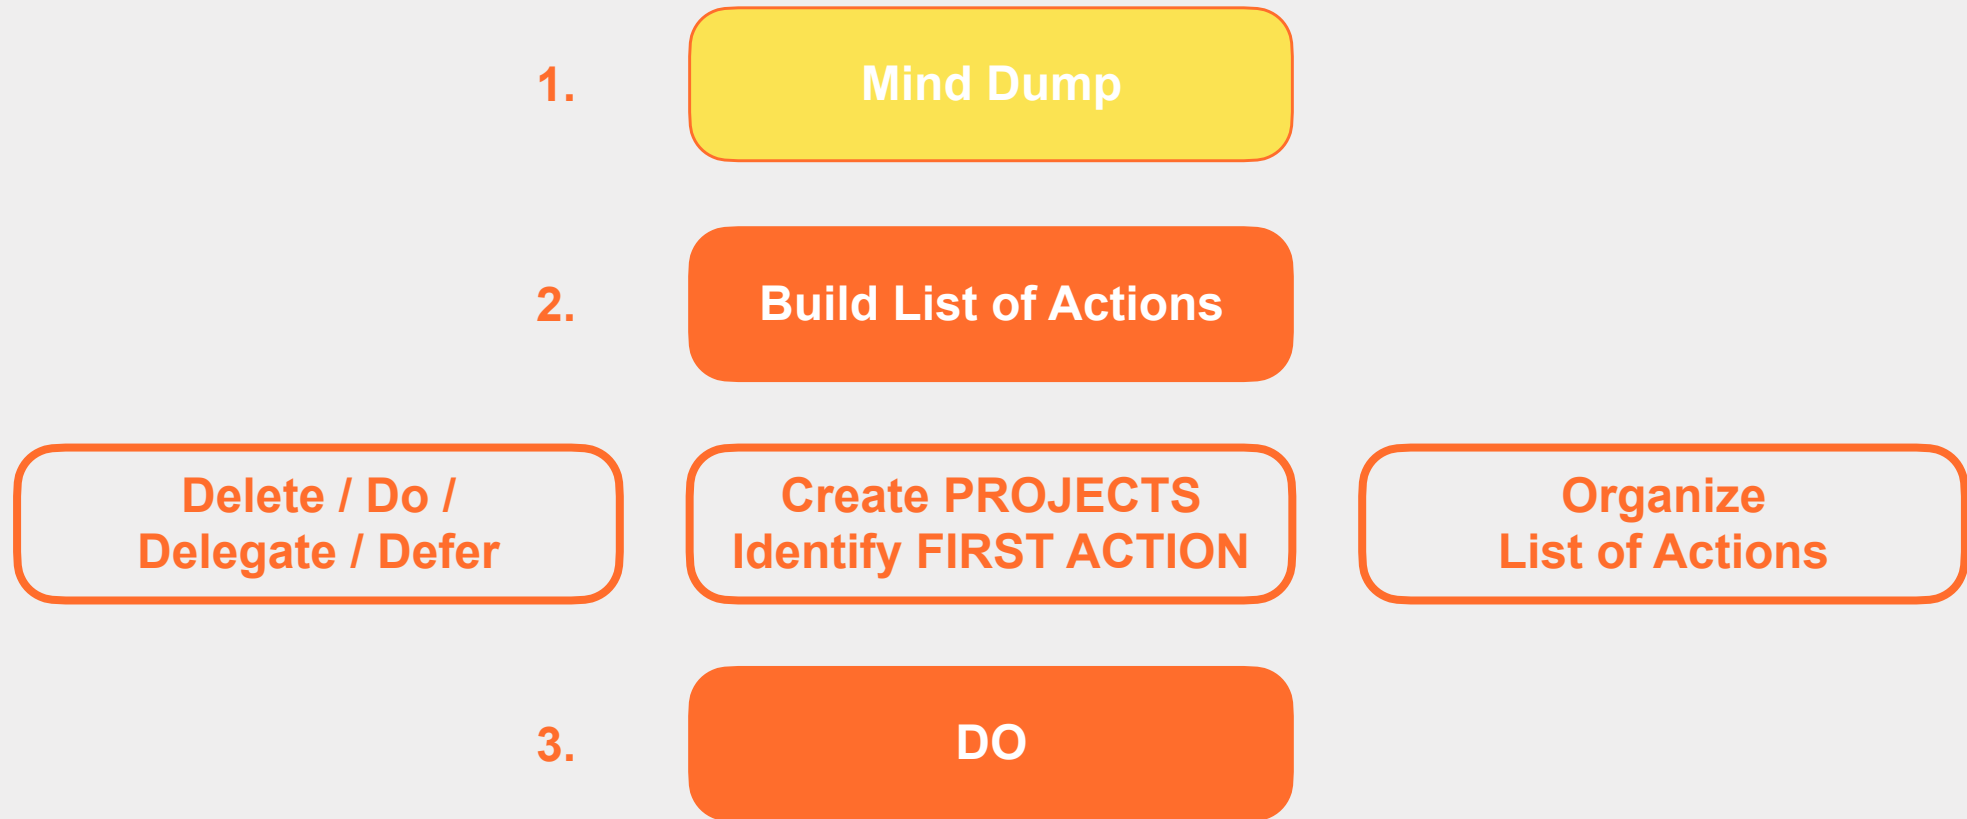 1.
Mind Dump
2.
Build List of Actions
Delete / Do /
Delegate / Defer
Create PROJECTS
Identify FIRST ACTION
Organize
List of Actions
3.
DO